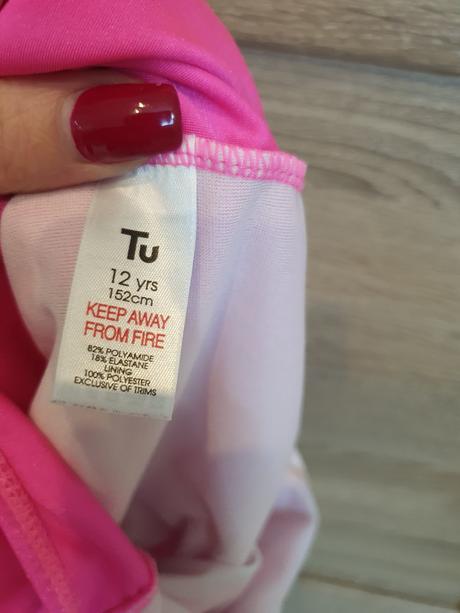 Tu
12 yrs
152cm
KEEP AWAY
FROM FIRE
82% POLYAMIDE
18% ELASTANE
LINING
100% POLYESTER
EXCLUSIVE OF TRIMS